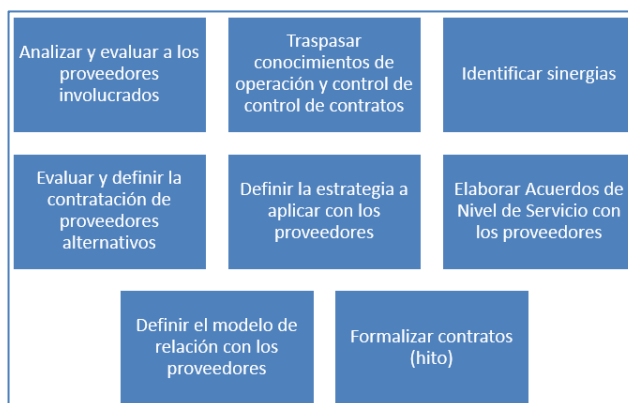 Analizar y evaluar a los
proveedores
involucrados
Traspasar
conocimientos de
operación y control de
control de contratos
Identificar sinergias
Evaluar y definir la
contratación de
proveedores
alternativos
Definir la estrategia a
aplicar con los
proveedores
Elaborar Acuerdos de
Nivel de Servicio con
los proveedores
Definir el modelo de
relación con los
proveedores
Formalizar contratos
(hito)